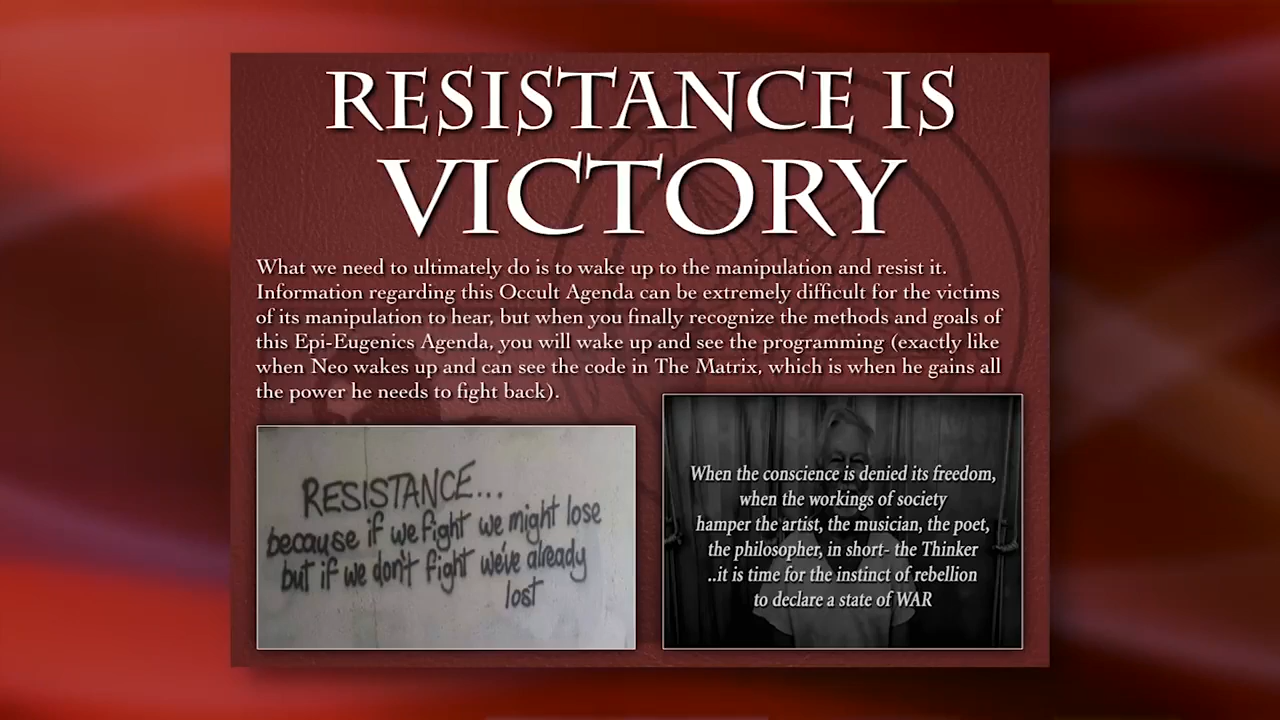 RESISTANCE IS
VICTORY
What we need to ultimately do is to wake up to the manipulation and resist it.
Information regarding this Occult Agenda can be extremely difficult for the victims
of its manipulation to hear, but when you finally recognize the methods and goals of
this Epi-Eugenics Agenda, you will wake up and see the programming (exactly like
when Neo wakes up and can see the code in The Matrix, which is when he gains all
the power he needs to fight back).
RESISTANCE...
because if we fight we might lose
but if we don't fight we've already
lost
When the conscience is denied its freedom,
when the workings of society
hamper the artist, the musician, the poet,
the philosopher, in short- the Thinker
..it is time for the instinct of rebellion
to declare a state of WAR